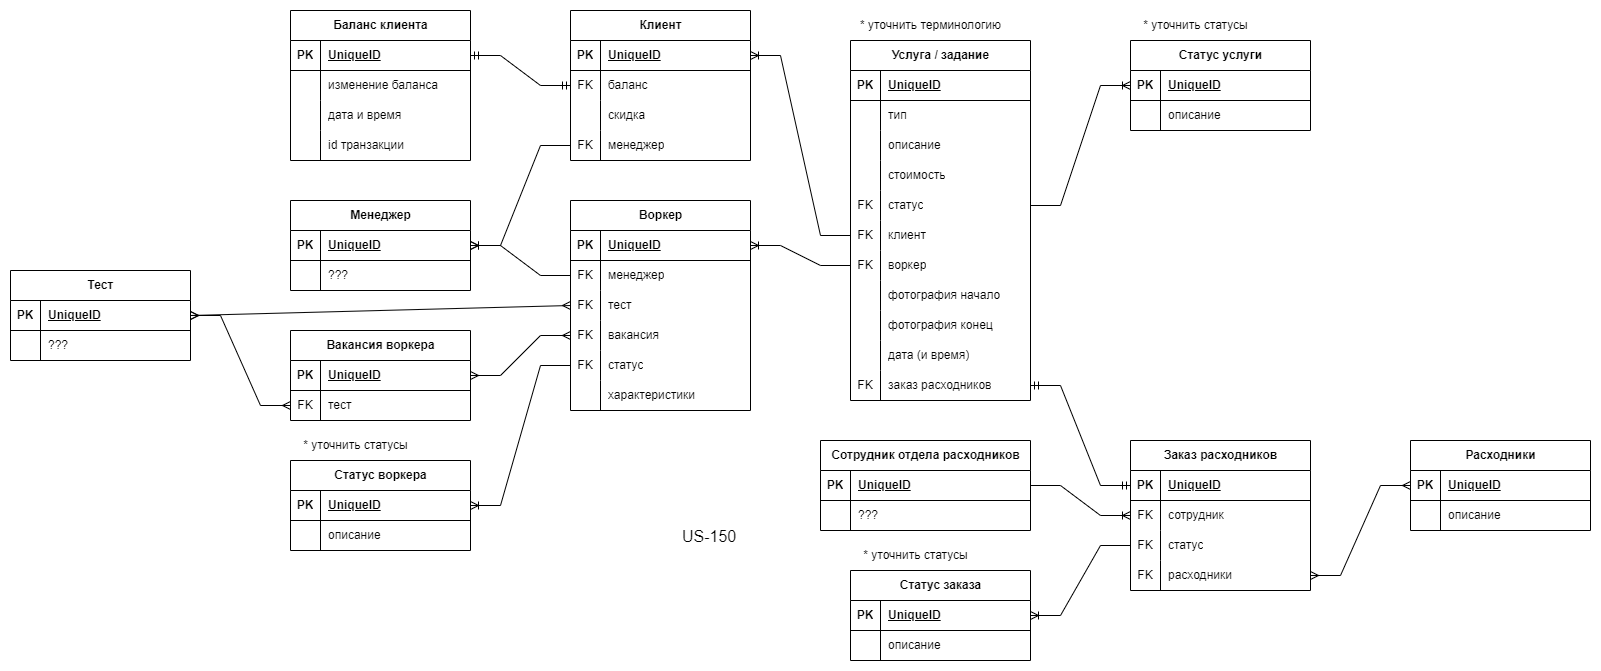 Баланс клиента
PK UniqueID
изменение баланса
дата и время
id транзакции
Клиент
PK UniqueID
FK баланс
скидка
FK менеджер
* уточнить терминологию
Услуга / задание
PK UniqueID
тип
описание
стоимость
FK статус
FK клиент
FK воркер
фотография начало
фотография конец
дата (и время)
FK заказ расходников
* уточнить статусы
Статус услуги
PK UniqueID
описание
Менеджер
PK UniqueID
???
Воркер
PK UniqueID
FK менеджер
FK тест
FK вакансия
FK статус
характеристики
Тест
PK UniqueID
???
Вакансия воркера
PK UniqueID
FK тест
* уточнить статусы
Статус воркера
PK UniqueID
описание
US-150
Сотрудник отдела расходников
PK UniqueID
???
Заказ расходников
PK UniqueID
FK сотрудник
FK статус
FK расходники
Расходники
PK UniqueID
описание
* уточнить статусы
Статус заказа
PK UniqueID
описание